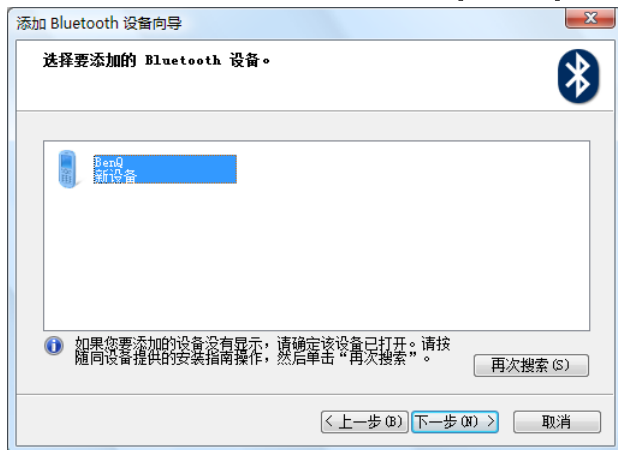 添加 Bluetooth 设备向导
选择要添加的 Bluetooth 设备。
BenQ
新设备
如果您要添加的设备没有显示，请确定该设备已打开。请按
随同设备提供的安装指南操作，然后单击“再次搜索”。
再次搜索(S)
< 上一步(B)
下一步(N) >
取消